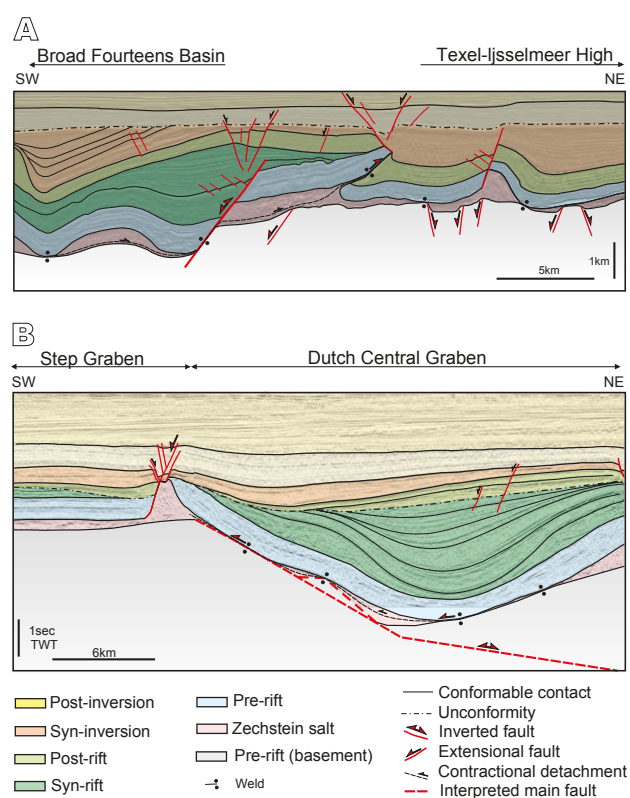 A
Broad Fourteens Basin
Texel-Ijsselmeer High
SW
NE
1km
5km
B
Step Graben
Dutch Central Graben
SW
NE
1sec
TWT
6km
Post-inversion
Syn-inversion
Post-rift
Syn-rift
Pre-rift
Zechstein salt
Pre-rift (basement)
Weld
Conformable contact
Unconformity
Inverted fault
Extensional fault
Contractional detachment
Interpreted main fault